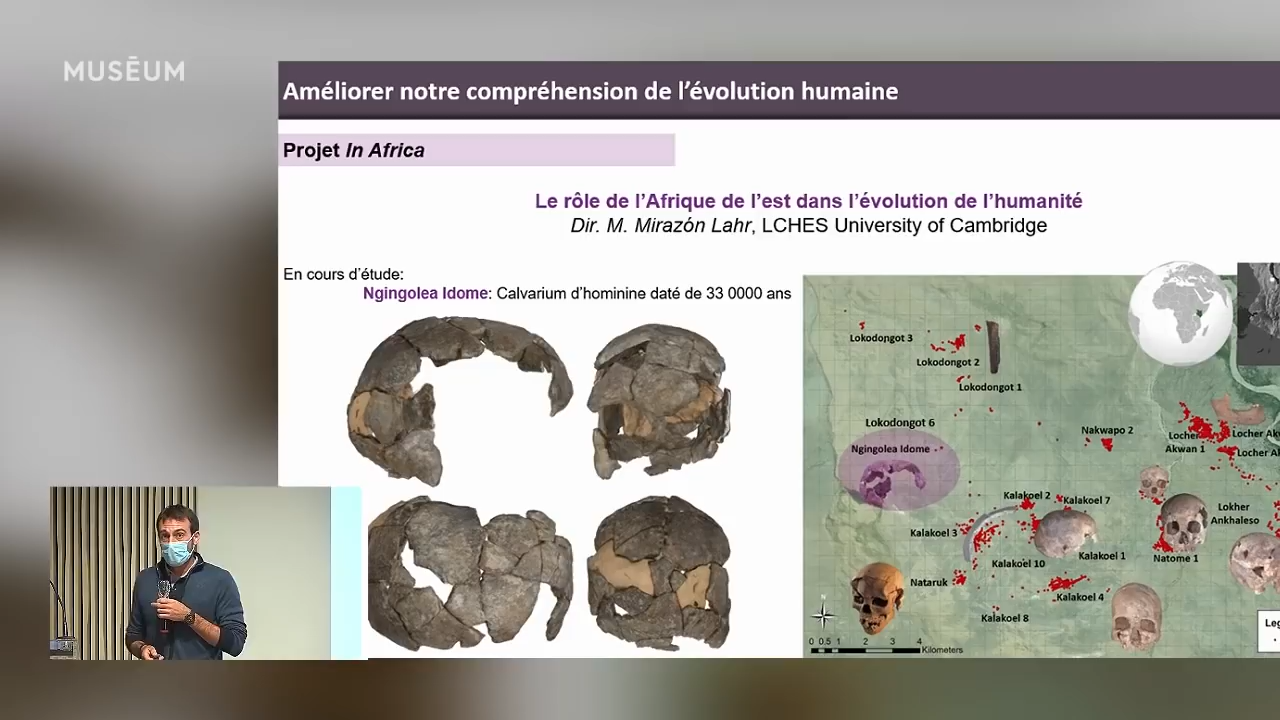 MUSĒUM
Améliorer notre compréhension de l'évolution humaine
Projet In Africa
Le rôle de l'Afrique de l'est dans l'évolution de l'humanité
Dir. M. Mirazón Lahr, LCHES University of Cambridge
En cours d'étude:
Ngingolea Idome: Calvarium d'hominine daté de 33 0000 ans
Lokodongot 3
Lokodongot 2
Lokodongot 1
Lokodongot 6
Ngingolea Idome
Nakwapo 2
Locher
Akwan 1
Locher Ak
Locher Ak
Kalakoel 2
Kalakoel 7
Lokher
Ankhaleso
Kalakoel 3
Kalakoel 1
Kalakoel 10
Natome 1
Nataruk
Kalakoel 4
Kalakoel 8
N
0 0.5 1 2 3 4
Kilometers
Leg